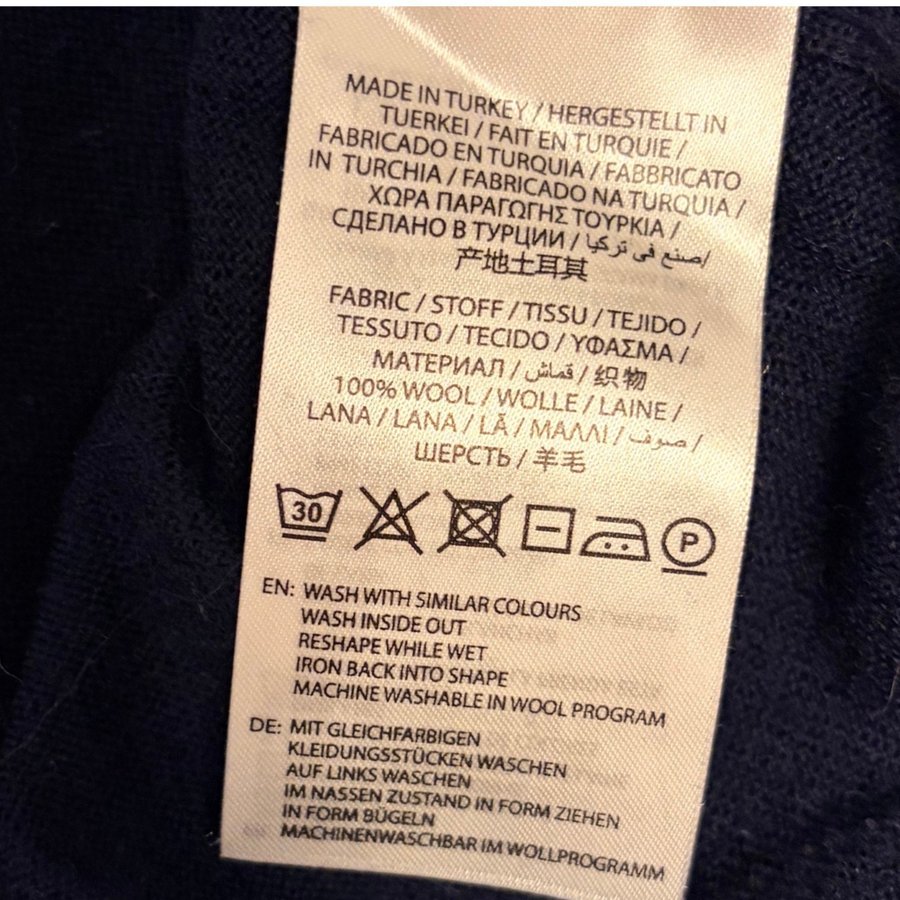 MADE IN TURKEY / HERGESTELLT IN
TUERKEI / FAIT EN TURQUIE /
FABRICADO EN TURQUIA / FABBRICATO
IN TURCHIA / FABRICADO NA TURQUIA /
ΧΩΡΑ ΠΑΡΑΓΩΓΗΣ ΤΟΥΡΚΙΑ /
СДЕЛАНО В ТУРЦИИ / صنع في تركيا /
产地土耳其
FABRIC / STOFF / TISSU / TEJIDO /
TESSUTO / TECIDO / ΥΦΑΣΜΑ /
МАТЕРИАЛ / قماش / 织物
100% WOOL / WOLLE / LAINE /
LANA / LANA / LÃ / ΜΑΛΛΙ / صوف /
ШЕРСТЬ / 羊毛
30 P
EN: WASH WITH SIMILAR COLOURS
WASH INSIDE OUT
RESHAPE WHILE WET
IRON BACK INTO SHAPE
MACHINE WASHABLE IN WOOL PROGRAM
DE: MIT GLEICHFARBIGEN
KLEIDUNGSSTÜCKEN WASCHEN
AUF LINKS WASCHEN
IM NASSEN ZUSTAND IN FORM ZIEHEN
IN FORM BÜGELN
MACHINENWASCHBAR IM WOLLPROGRAMM